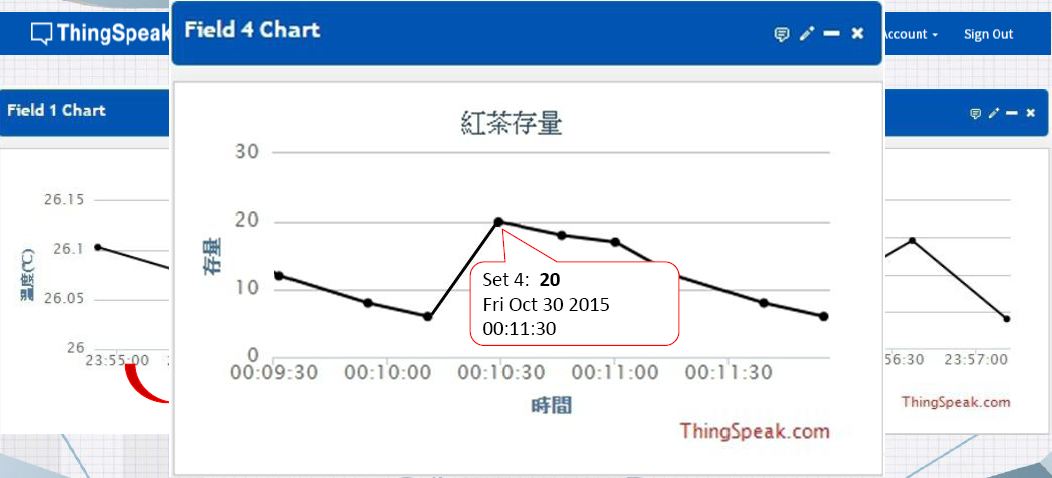 ThingSpeak
Field 4 Chart
Account
Sign Out
Field 1 Chart
紅茶存量
30
20
10
0
存量
00:09:30
00:10:00
00:10:30
00:11:00
00:11:30
時間
ThingSpeak.com
Set 4: 20
Fri Oct 30 2015
00:11:30
26.15
26.1
26.05
26
溫度(℃)
23:55:00
56:30
23:57:00
ThingSpeak.com